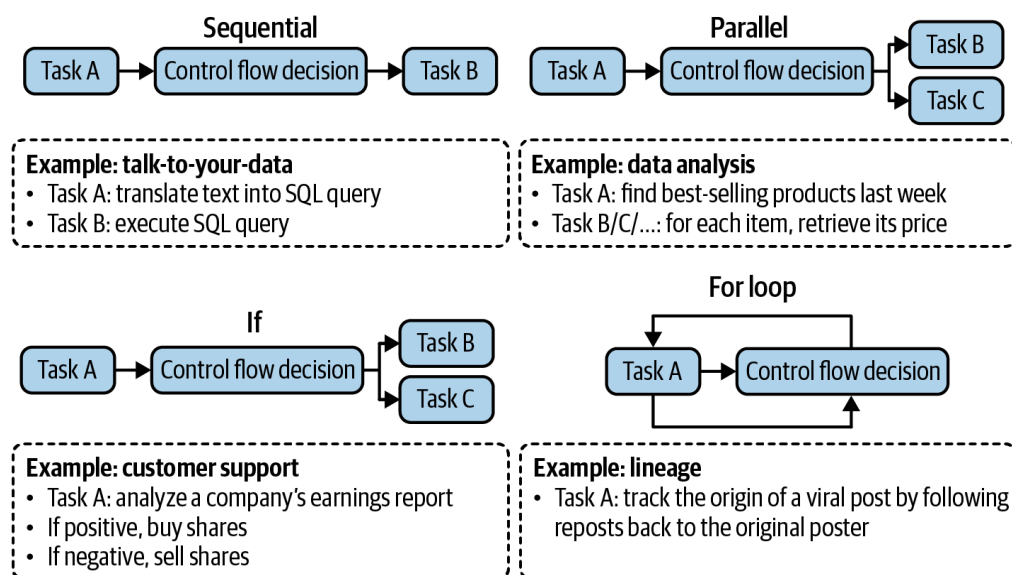 Sequential
Task A
Control flow decision
Task B
Parallel
Task A
Control flow decision
Task B
Task C
Example: talk-to-your-data
• Task A: translate text into SQL query
• Task B: execute SQL query
Example: data analysis
• Task A: find best-selling products last week
• Task B/C/...: for each item, retrieve its price
If
Task A
Control flow decision
Task B
Task C
For loop
Task A
Control flow decision
Example: customer support
• Task A: analyze a company’s earnings report
• If positive, buy shares
• If negative, sell shares
Example: lineage
• Task A: track the origin of a viral post by following
reposts back to the original poster